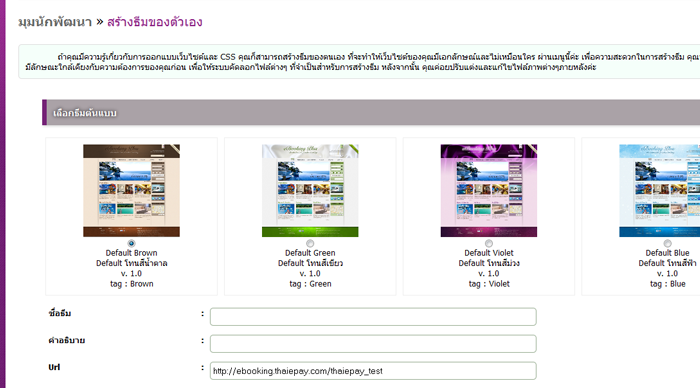 มุมนักพัฒนา » สร้างธีมของตัวเอง
ถ้าคุณมีความรู้เกี่ยวกับการออกแบบเว็บไซต์และ CSS คุณก็สามารถสร้างธีมของตนเอง ที่จะทำให้เว็บไซต์ของคุณมีเอกลักษณ์และไม่เหมือนใคร ผ่านเมนูนี้ค่ะ เพื่อความสะดวกในการสร้างธีม คุณ
มีลักษณะใกล้เคียงกับความต้องการของคุณก่อน เพื่อให้ระบบคัดลอกไฟล์ต่างๆ ที่จำเป็นสำหรับการสร้างธีม หลังจากนั้น คุณค่อยปรับแต่งและแก้ไขไฟล์ภาพต่างๆภายหลังค่ะ
เลือกธีมต้นแบบ
Default Brown
Default โทนสีน้ำตาล
v. 1.0
tag : Brown
Default Green
Default โทนสีเขียว
v. 1.0
tag : Green
Default Violet
Default โทนสีม่วง
v. 1.0
tag : Violet
Default Blue
Default โทนสีฟ้า
v. 1.0
tag : Blue
ชื่อธีม :
คำอธิบาย :
Url : http://ebooking.thaiepay.com/thaiepay_test